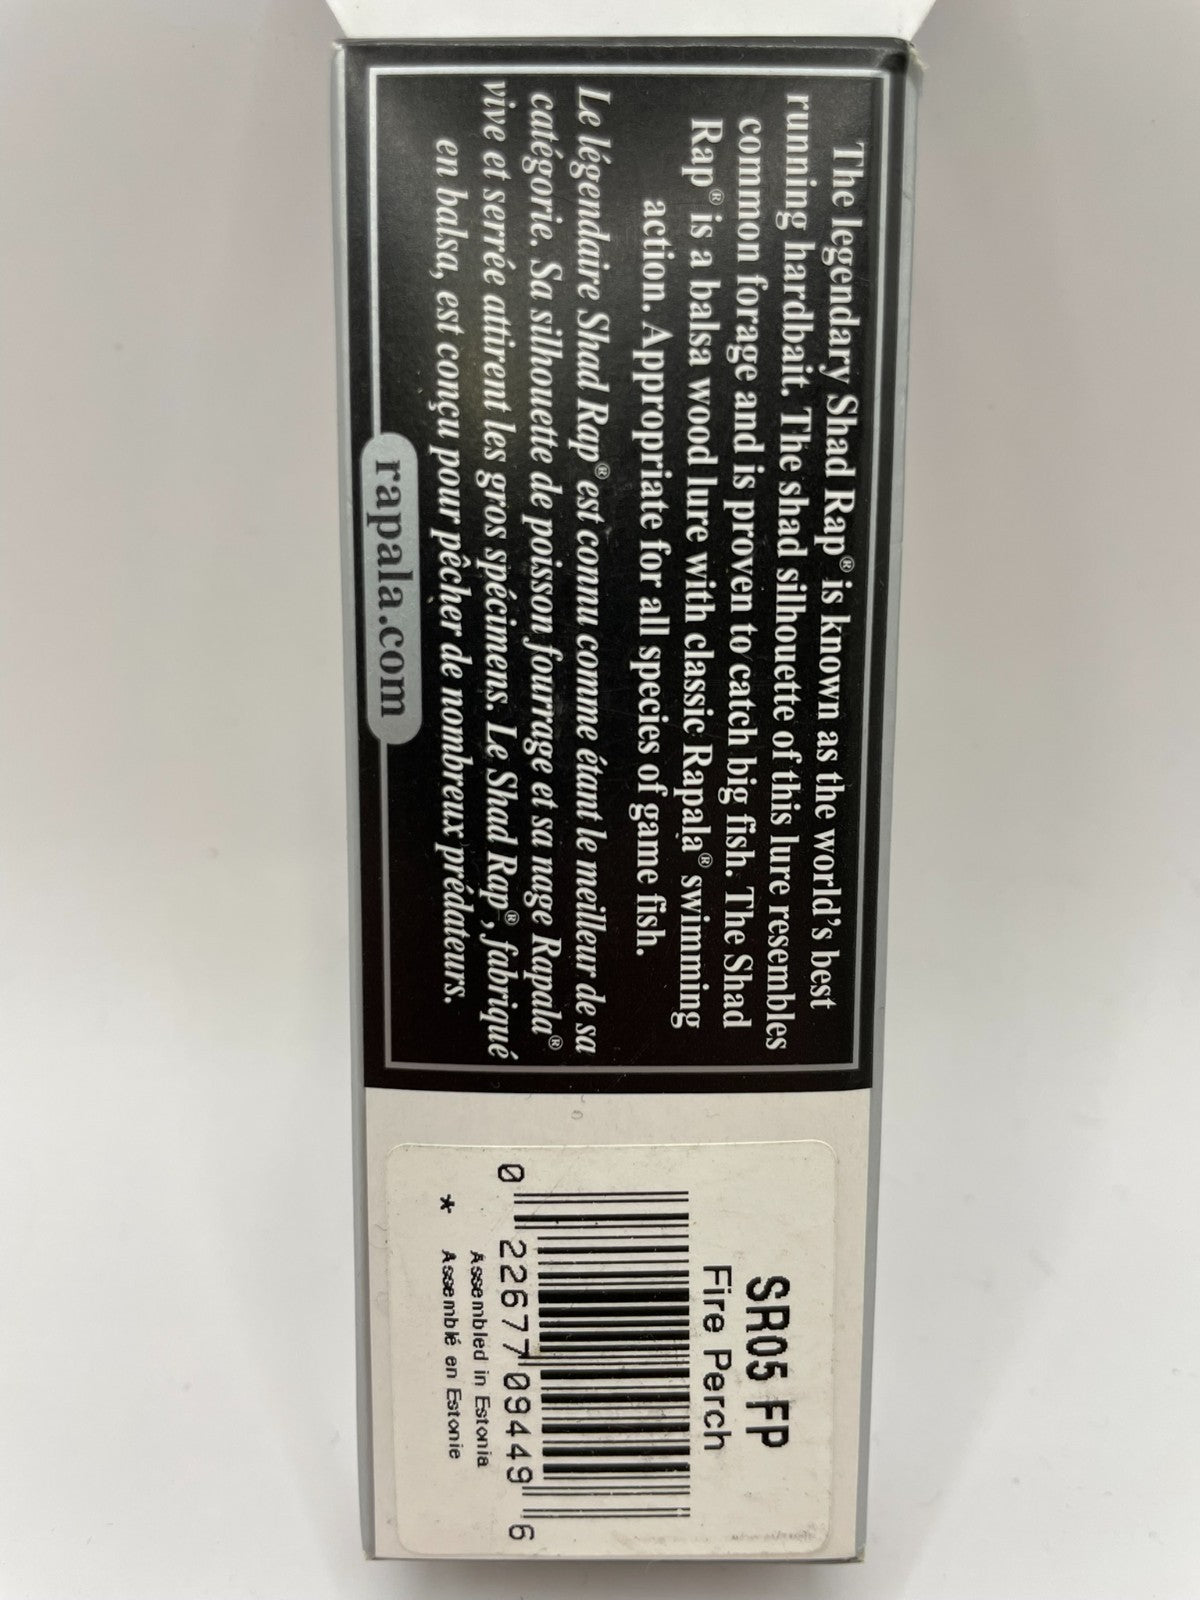 The legendary Shad Rap® is known as the world's best
running hardbait. The shad silhouette of this lure resembles
common forage and is proven to catch big fish. The Shad
Rap® is a balsa wood lure with classic Rapala® swimming
action. Appropriate for all species of game fish.
Le légendaire Shad Rap® est connu comme étant le meilleur de sa
catégorie. Sa silhouette de poisson fourrage et sa nage Rapala®
vive et serrée attirent les gros spécimens. Le Shad Rap®, fabriqué
en balsa, est conçu pour pêcher de nombreux prédateurs.
rapala.com
SR05 FP
Fire Perch
0 22677 09449 6
Assembled in Estonia
* Assemblé en Estonie